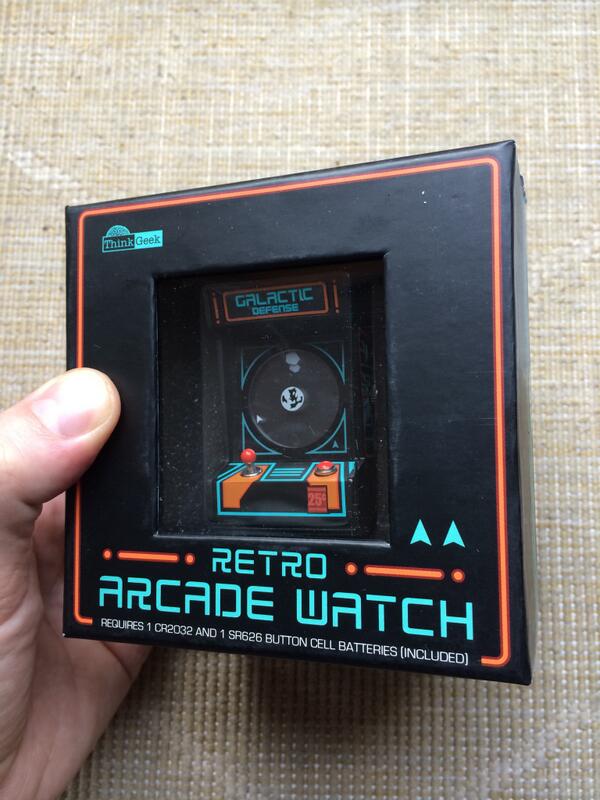 ThinkGeek
GALACTIC
DEFENSE
25¢
RETRO
ARCADE WATCH
REQUIRES 1 CR2032 AND 1 SR626 BUTTON CELL BATTERIES (INCLUDED)